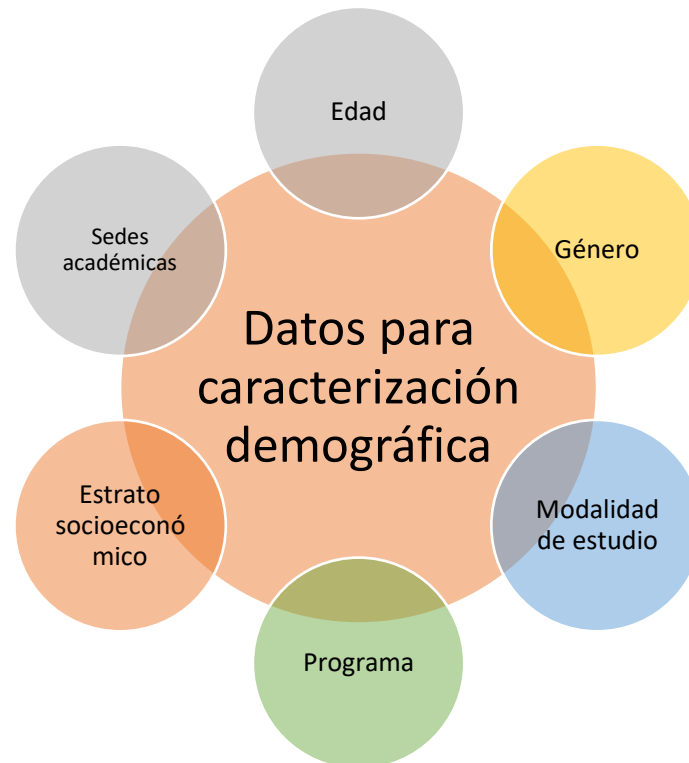 Edad
Género
Modalidad
de estudio
Programa
Estrato
socioeconó
mico
Sedes
académicas
Datos para
caracterización
demográfica